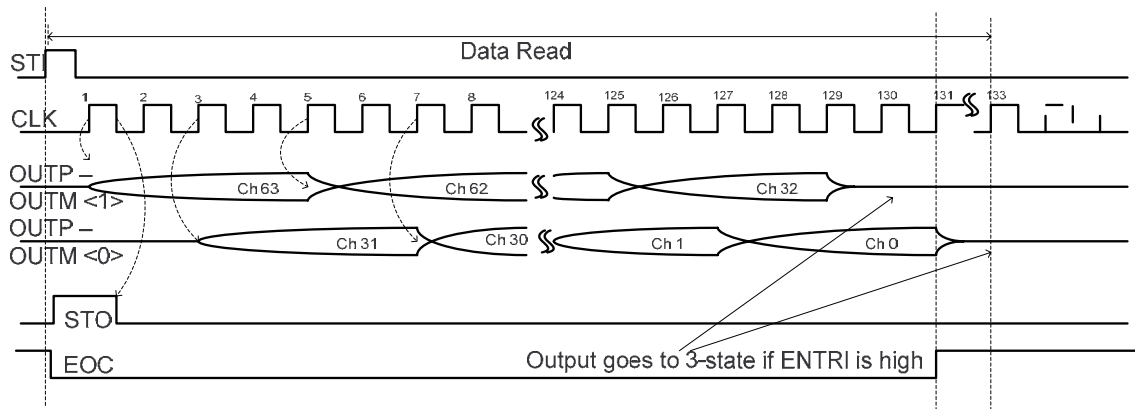 Data Read
STI
1 2 3 4 5 6 7 8 124 125 126 127 128 129 130 131 133
CLK
OUTP –
Ch 63 Ch 62 Ch 32
OUTM <1>
OUTP –
Ch 31 Ch 30 Ch 1 Ch 0
OUTM <0>
STO
EOC
Output goes to 3-state if ENTRI is high